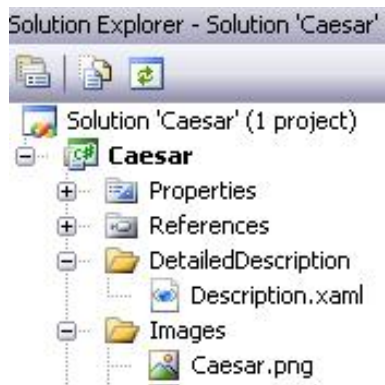 Solution Explorer - Solution 'Caesar'
Solution 'Caesar' (1 project)
Caesar
Properties
References
DetailedDescription
Description.xaml
Images
Caesar.png